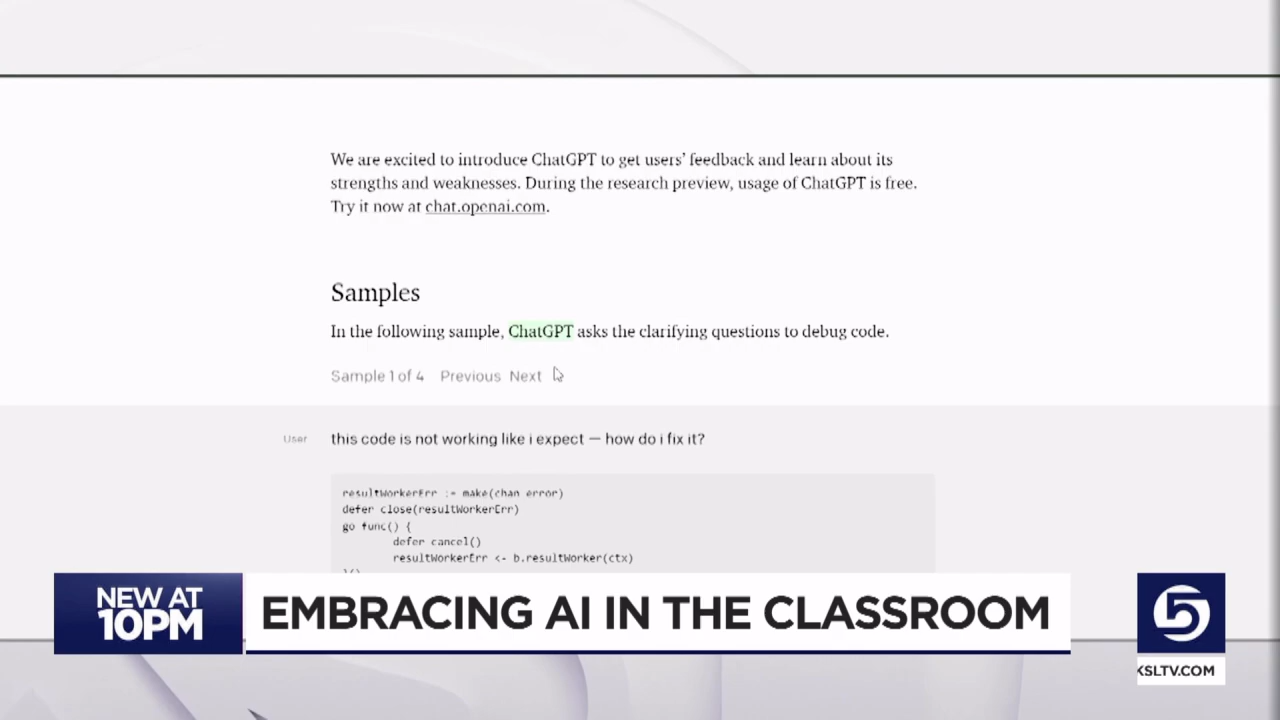 We are excited to introduce ChatGPT to get users’ feedback and learn about its
strengths and weaknesses. During the research preview, usage of ChatGPT is free.
Try it now at chat.openai.com.
Samples
In the following sample, ChatGPT asks the clarifying questions to debug code.
Sample 1 of 4 Previous Next
User this code is not working like i expect — how do i fix it?
resultWorkerErr := make(chan error)
defer close(resultWorkerErr)
go func() {
defer cancel()
resultWorkerErr <- b.resultWorker(ctx)
}()
NEW AT
10PM
EMBRACING AI IN THE CLASSROOM
5
KSLTV.COM